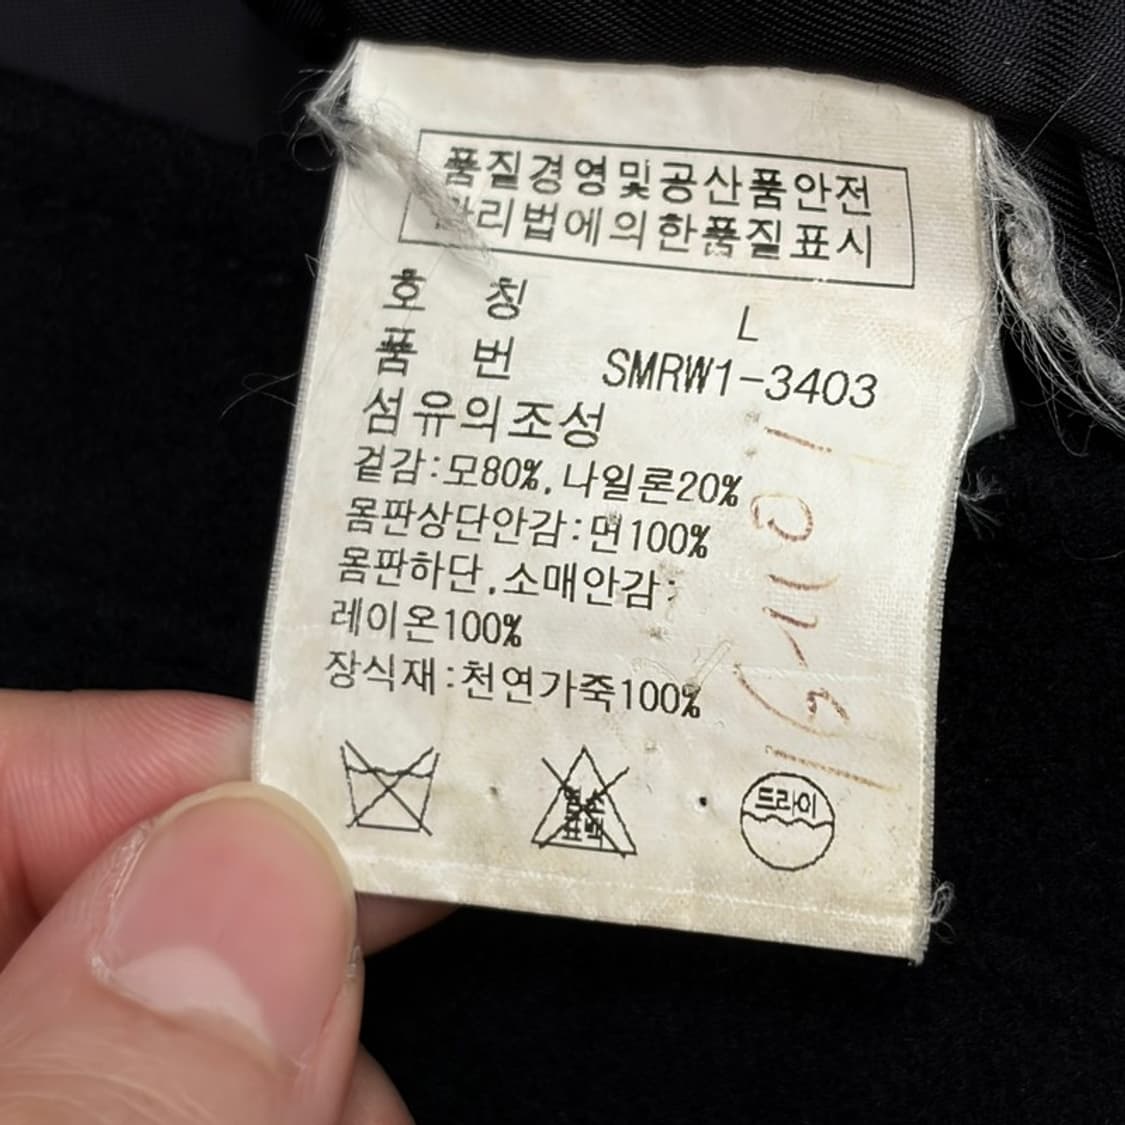 품질경영및공산품안전
관리법에의한품질표시
호 칭 L
품 번 SMRW1-3403
섬유의조성
겉감:모80%, 나일론20%
몸판상단안감:면100%
몸판하단,소매안감:
레이온100%
장식재:천연가죽100%
염소
표백
드라이